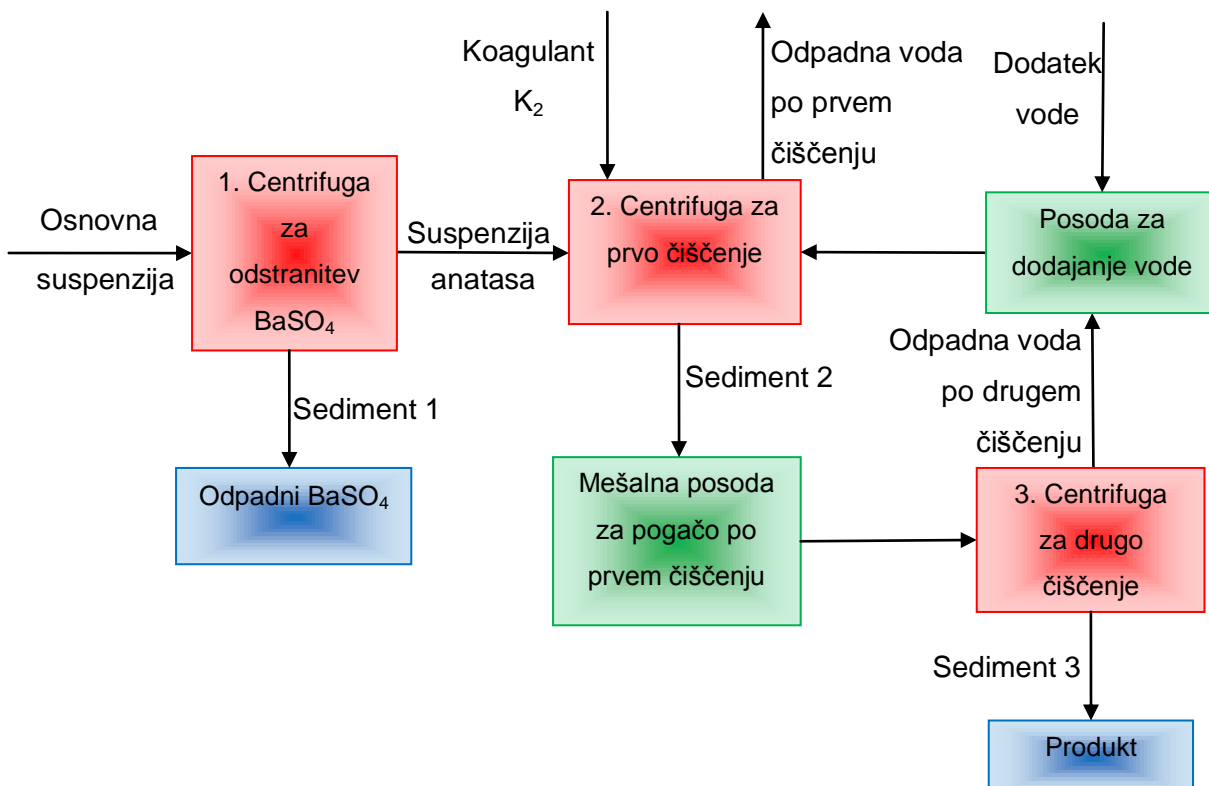 Koagulant
K₂
Odpadna voda
po prvem
čiščenju
Dodatek
vode
Osnovna
suspenzija
1. Centrifuga
za
odstranitev
BaSO₄
Suspenzija
anatasa
2. Centrifuga za
prvo čiščenje
Posoda za
dodajanje vode
Sediment 1
Sediment 2
Odpadna voda
po drugem
čiščenju
Odpadni BaSO₄
Mešalna posoda
za pogačo po
prvem čiščenju
3. Centrifuga
za drugo
čiščenje
Sediment 3
Produkt